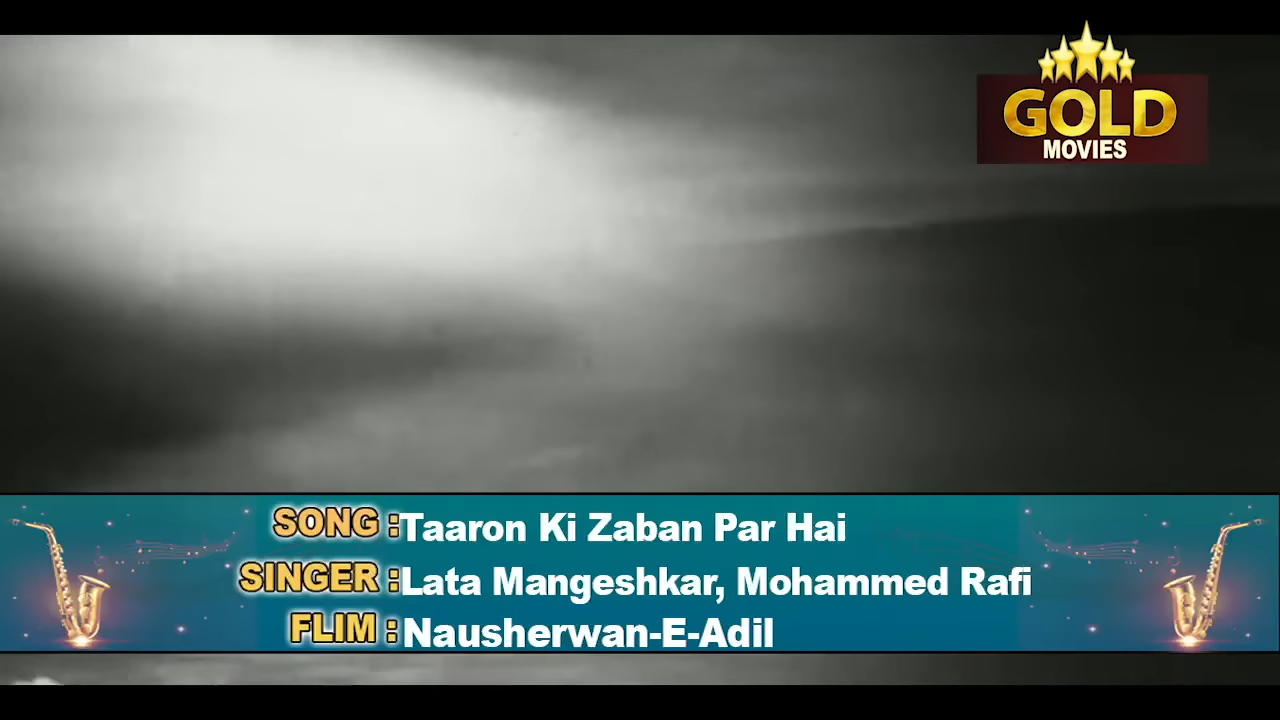 GOLD
MOVIES
SONG :Taaron Ki Zaban Par Hai
SINGER :Lata Mangeshkar, Mohammed Rafi
FLIM :Nausherwan-E-Adil